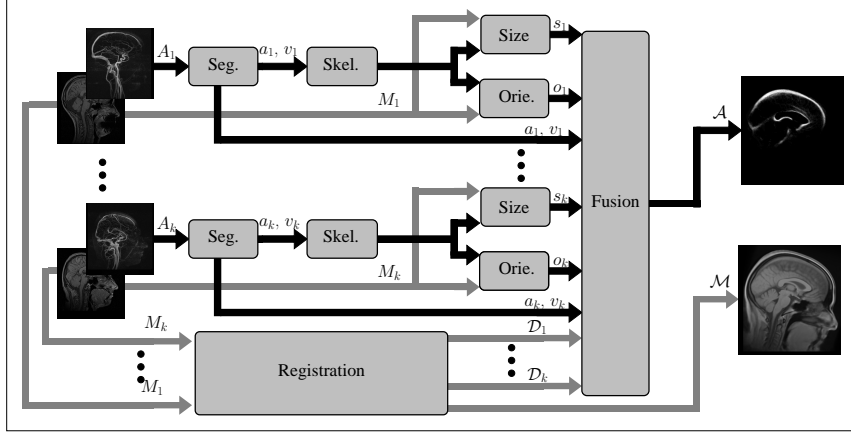 A₁
Seg.
a₁, v₁
Skel.
Size
s₁
M₁
Orie.
o₁
a₁, v₁
A
Fusion
Aₖ
Seg.
aₖ, vₖ
Skel.
Size
sₖ
Mₖ
Orie.
oₖ
aₖ, vₖ
M
Mₖ
D₁
Registration
M₁
Dₖ